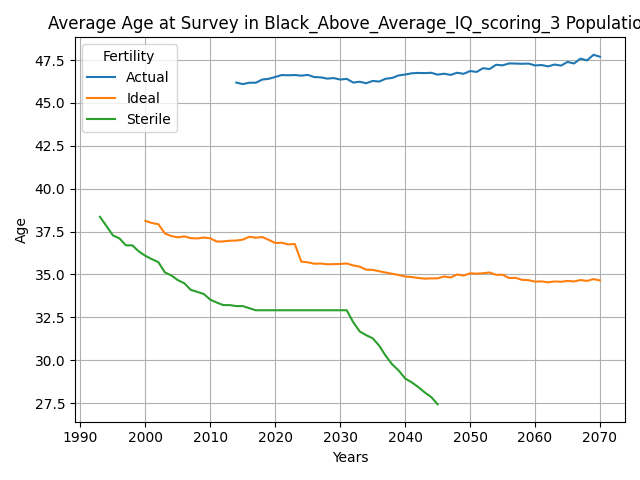 Average Age at Survey in Black_Above_Average_IQ_scoring_3 Populatio
Fertility
Actual
Ideal
Sterile
47.5
45.0
42.5
40.0
37.5
35.0
32.5
30.0
27.5
Age
1990 2000 2010 2020 2030 2040 2050 2060 2070
Years